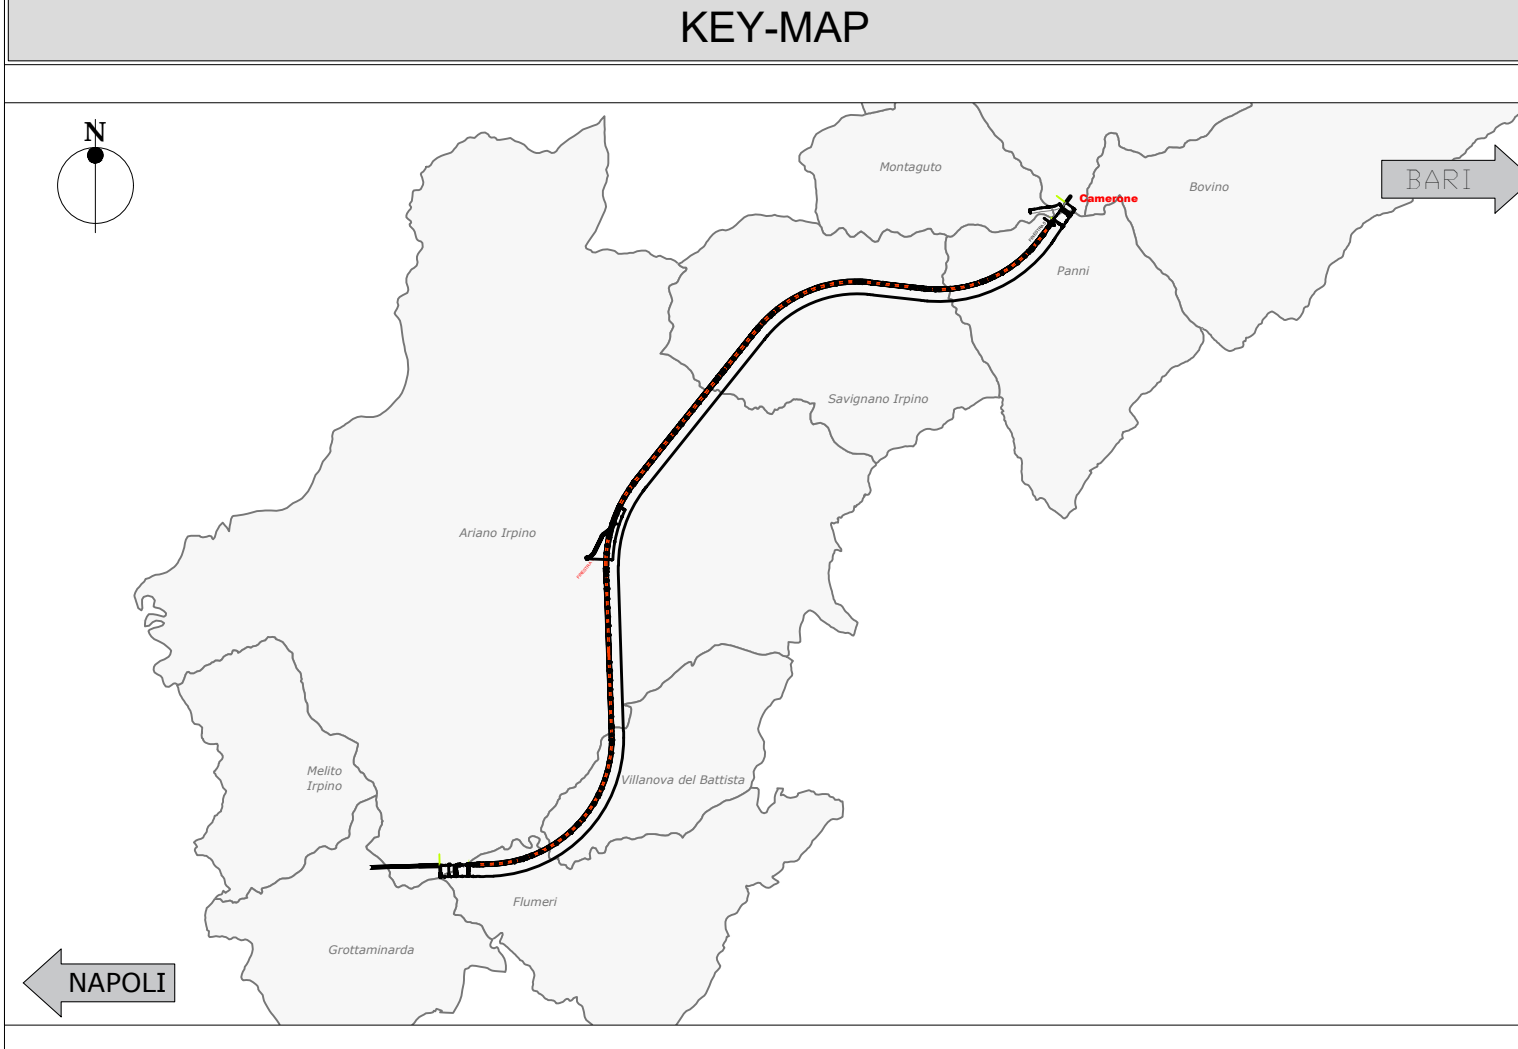 KEY-MAP
N
Montaguto
Bovino
BARI
Camerone
Panni
Savignano Irpino
Ariano Irpino
Melito
Irpino
Villanova del Battista
Flumeri
Grottaminarda
NAPOLI